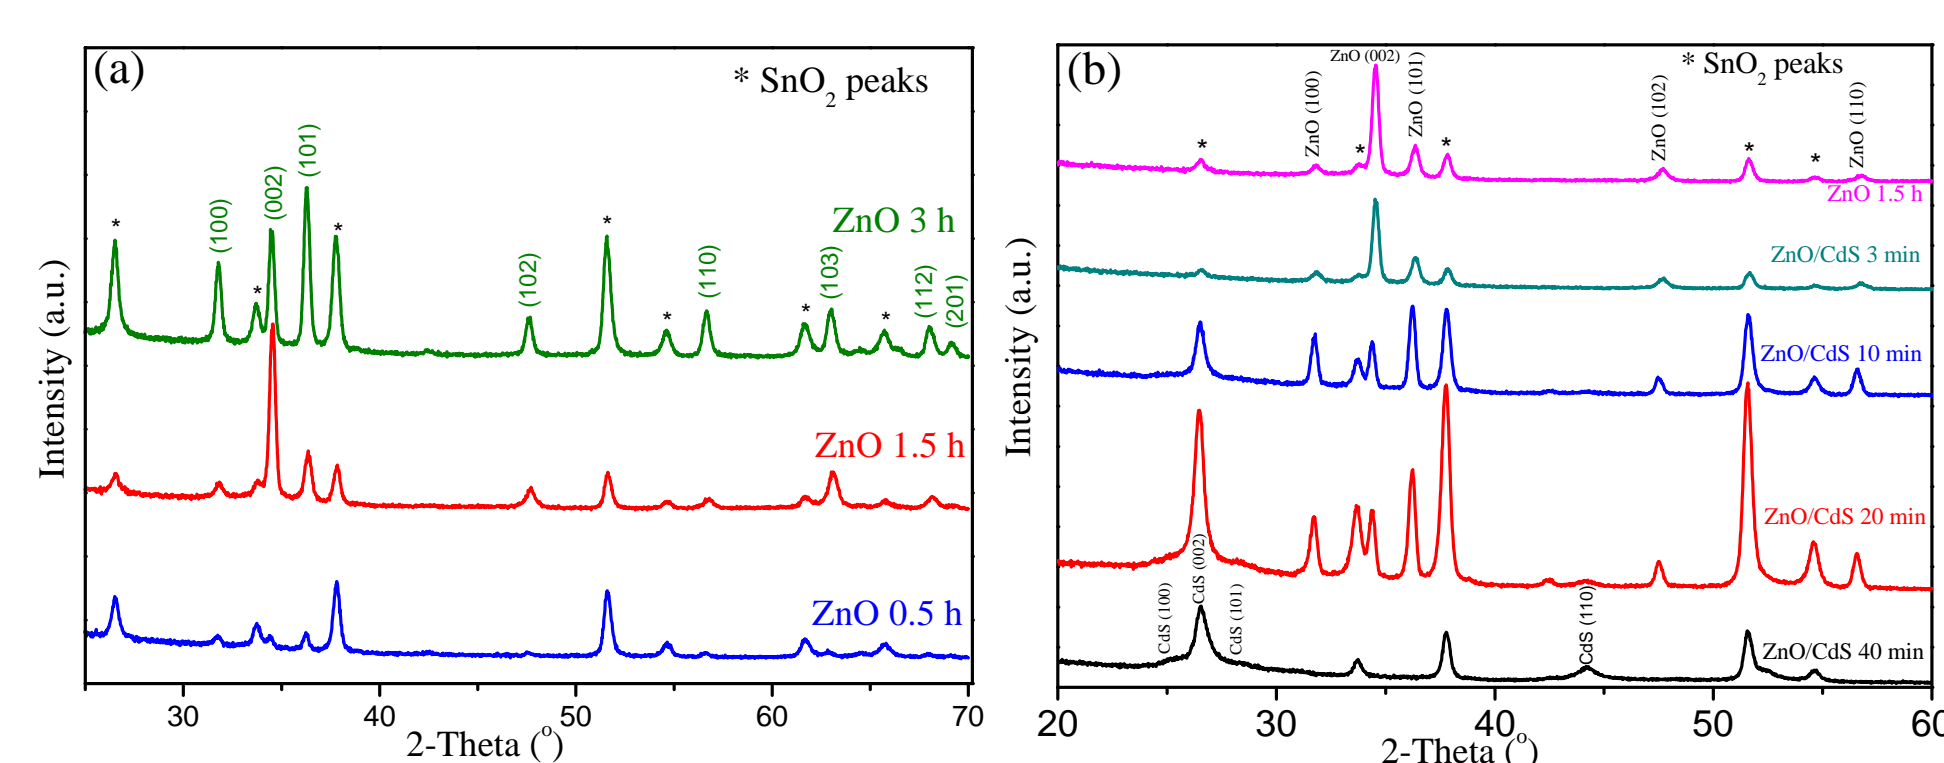 (a)
* SnO2 peaks
(100)
(002)
(101)
(102)
(110)
(103)
(112)
(201)
* * * * * * *
ZnO 3 h
ZnO 1.5 h
ZnO 0.5 h
Intensity (a.u.)
30 40 50 60 70
2-Theta (o)
(b)
* SnO2 peaks
ZnO (100)
ZnO (002)
ZnO (101)
ZnO (102)
ZnO (110)
* * * * *
ZnO 1.5 h
ZnO/CdS 3 min
ZnO/CdS 10 min
ZnO/CdS 20 min
CdS (100)
CdS (002)
CdS (101)
CdS (110)
ZnO/CdS 40 min
Intensity (a.u.)
20 30 40 50 60
2-Theta (o)